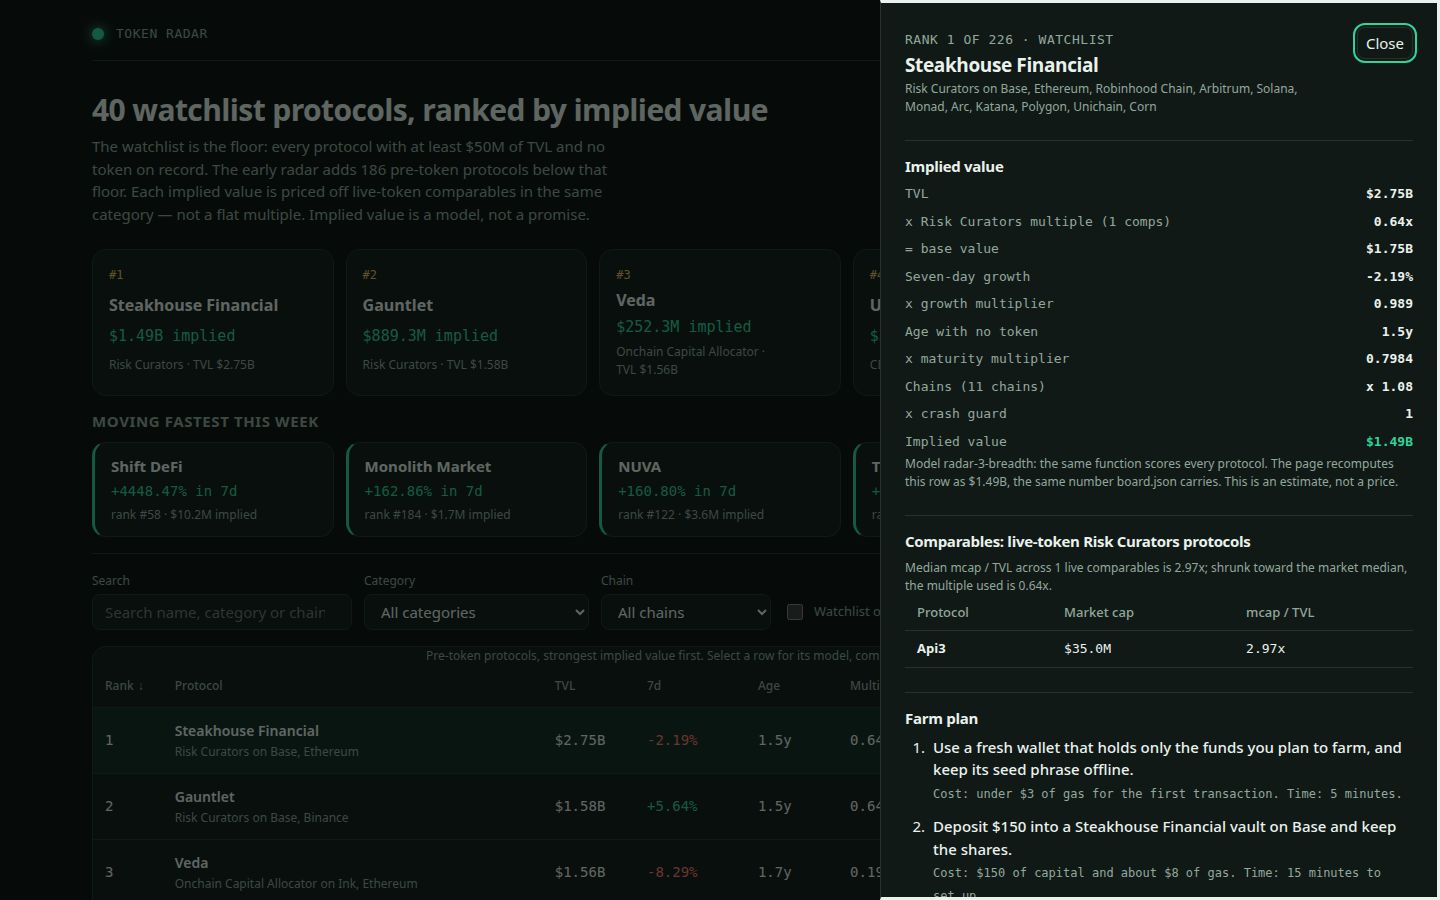 TOKEN RADAR
40 watchlist protocols, ranked by implied value
The watchlist is the floor: every protocol with at least $50M of TVL and no
token on record. The early radar adds 186 pre-token protocols below that
floor. Each implied value is priced off live-token comparables in the same
category — not a flat multiple. Implied value is a model, not a promise.
#1
Steakhouse Financial
$1.49B implied
Risk Curators · TVL $2.75B
#2
Gauntlet
$889.3M implied
Risk Curators · TVL $1.58B
#3
Veda
$252.3M implied
Onchain Capital Allocator ·
TVL $1.56B
MOVING FASTEST THIS WEEK
Shift DeFi
+4448.47% in 7d
rank #58 · $10.2M implied
Monolith Market
+162.86% in 7d
rank #184 · $1.7M implied
NUVA
+160.80% in 7d
rank #122 · $3.6M implied
Search
Category
Chain
Search name, category or chain
All categories
All chains
Watchlist o
Pre-token protocols, strongest implied value first. Select a row for its model, com
Rank ↓ Protocol TVL 7d Age Multi
1 Steakhouse Financial $2.75B -2.19% 1.5y 0.64
Risk Curators on Base, Ethereum
2 Gauntlet $1.58B +5.64% 1.5y 0.64
Risk Curators on Base, Binance
3 Veda $1.56B -8.29% 1.7y 0.19
Onchain Capital Allocator on Ink, Ethereum
RANK 1 OF 226 · WATCHLIST
Close
Steakhouse Financial
Risk Curators on Base, Ethereum, Robinhood Chain, Arbitrum, Solana,
Monad, Arc, Katana, Polygon, Unichain, Corn
Implied value
TVL $2.75B
x Risk Curators multiple (1 comps) 0.64x
= base value $1.75B
Seven-day growth -2.19%
x growth multiplier 0.989
Age with no token 1.5y
x maturity multiplier 0.7984
Chains (11 chains) x 1.08
x crash guard 1
Implied value $1.49B
Model radar-3-breadth: the same function scores every protocol. The page recomputes
this row as $1.49B, the same number board.json carries. This is an estimate, not a price.
Comparables: live-token Risk Curators protocols
Median mcap / TVL across 1 live comparables is 2.97x; shrunk toward the market median,
the multiple used is 0.64x.
Protocol Market cap mcap / TVL
Api3 $35.0M 2.97x
Farm plan
1. Use a fresh wallet that holds only the funds you plan to farm, and
keep its seed phrase offline.
Cost: under $3 of gas for the first transaction. Time: 5 minutes.
2. Deposit $150 into a Steakhouse Financial vault on Base and keep
the shares.
Cost: $150 of capital and about $8 of gas. Time: 15 minutes to
set up